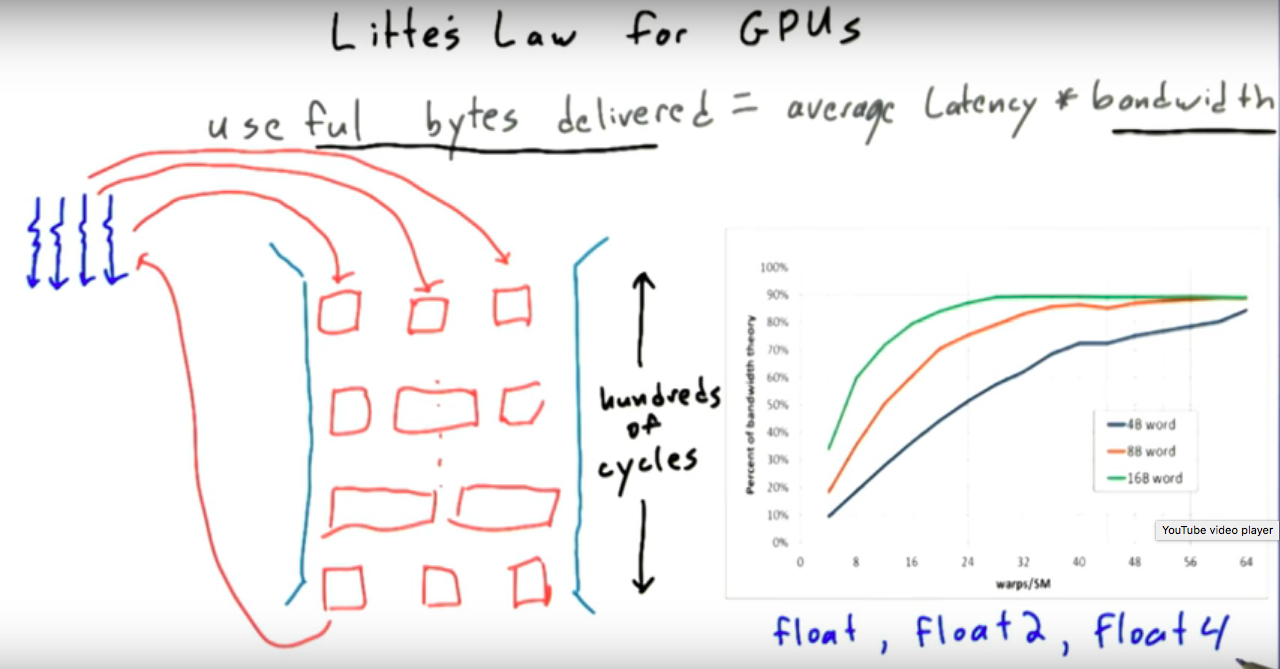 Little's Law for GPUs
useful bytes delivered = average Latency * bandwidth
hundreds
of
cycles
Percent of bandwidth theory
100%
90%
80%
70%
60%
50%
40%
30%
20%
10%
0%
0 8 16 24 32 40 48 56 64
warps/SM
4B word
8B word
16B word
YouTube video player
float, float2, float4